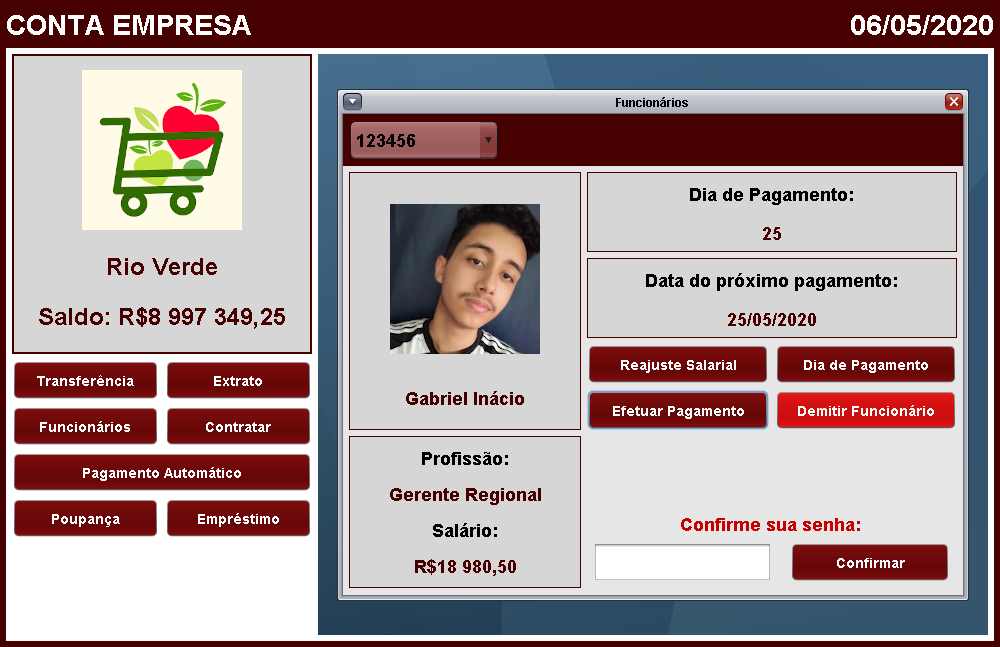 CONTA EMPRESA
06/05/2020
Rio Verde
Saldo: R$8 997 349,25
Transferência
Extrato
Funcionários
Contratar
Pagamento Automático
Poupança
Empréstimo
Funcionários
123456
Gabriel Inácio
Profissão:
Gerente Regional
Salário:
R$18 980,50
Dia de Pagamento:
25
Data do próximo pagamento:
25/05/2020
Reajuste Salarial
Dia de Pagamento
Efetuar Pagamento
Demitir Funcionário
Confirme sua senha:
Confirmar